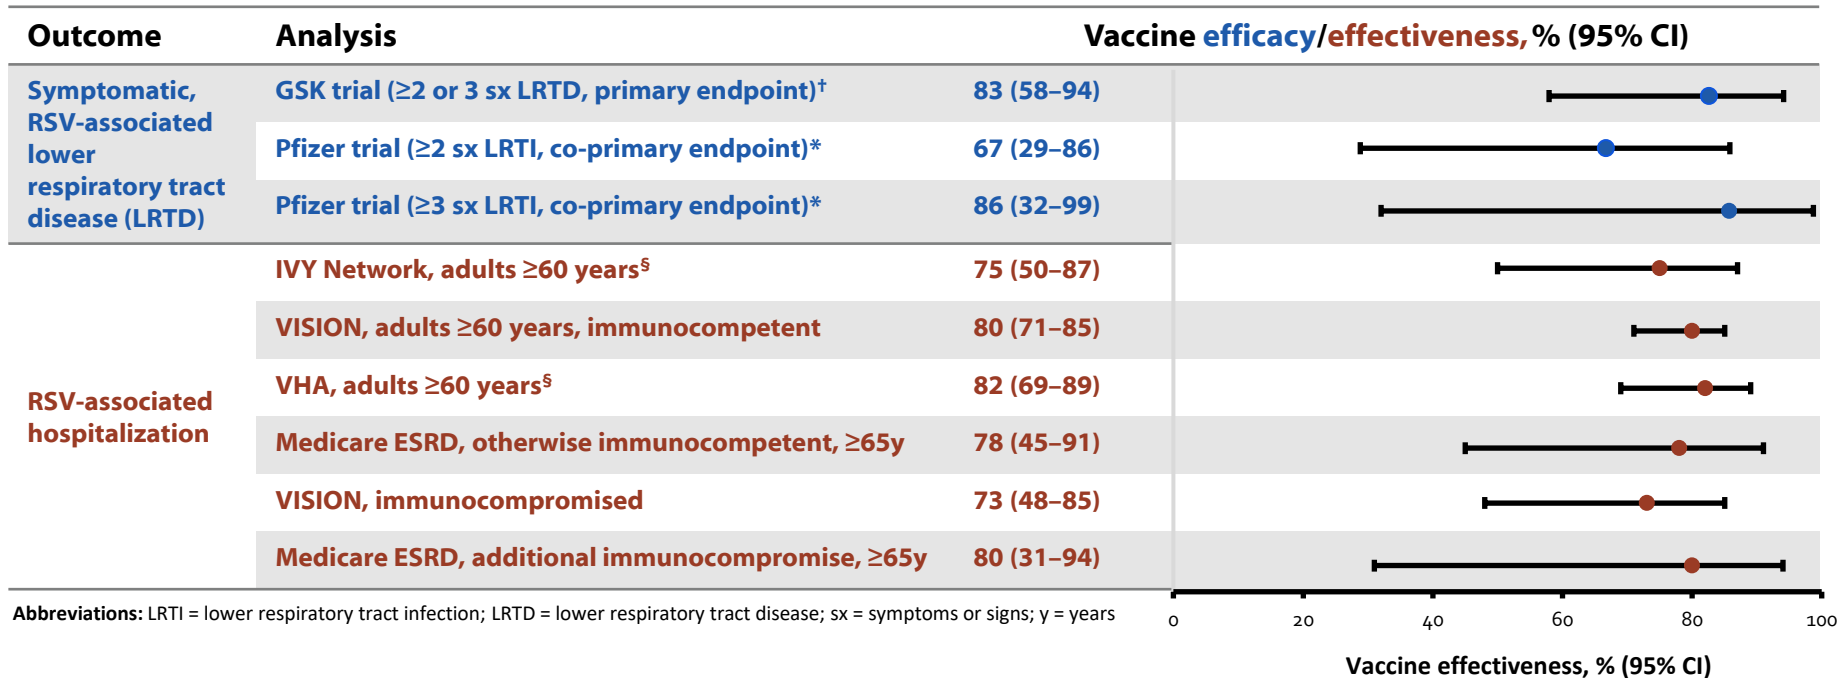 Outcome Analysis Vaccine efficacy/effectiveness, % (95% CI)
Symptomatic,
RSV-associated
lower
respiratory tract
disease (LRTD)
GSK trial (≥2 or 3 sx LRTD, primary endpoint)† 83 (58–94)
Pfizer trial (≥2 sx LRTI, co-primary endpoint)* 67 (29–86)
Pfizer trial (≥3 sx LRTI, co-primary endpoint)* 86 (32–99)
RSV-associated
hospitalization
IVY Network, adults ≥60 years§ 75 (50–87)
VISION, adults ≥60 years, immunocompetent 80 (71–85)
VHA, adults ≥60 years§ 82 (69–89)
Medicare ESRD, otherwise immunocompetent, ≥65y 78 (45–91)
VISION, immunocompromised 73 (48–85)
Medicare ESRD, additional immunocompromise, ≥65y 80 (31–94)
Abbreviations: LRTI = lower respiratory tract infection; LRTD = lower respiratory tract disease; sx = symptoms or signs; y = years
0 20 40 60 80 100
Vaccine effectiveness, % (95% CI)